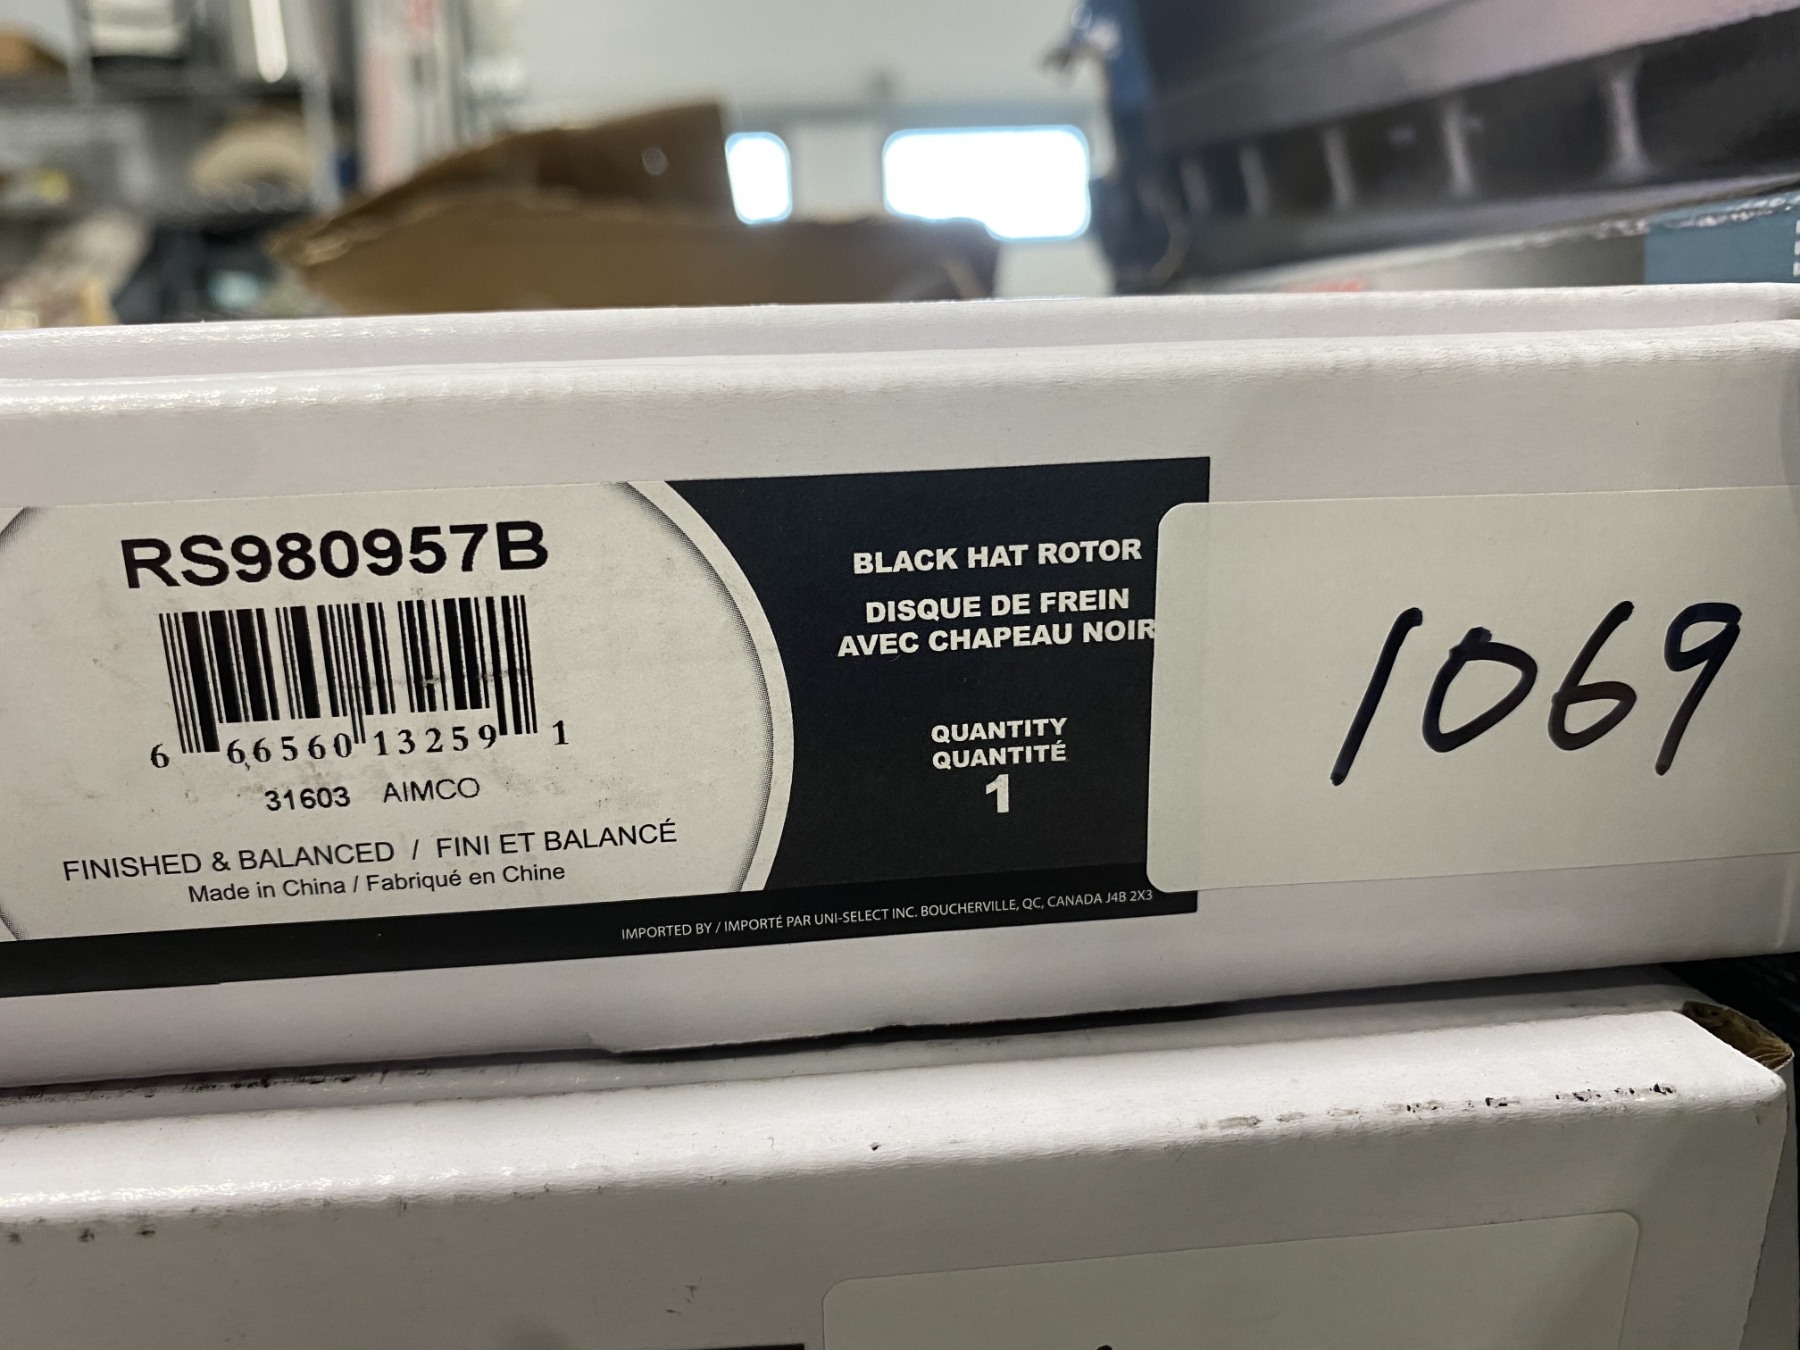 RS980957B
6 66560 13259 1
31603 AIMCO
FINISHED & BALANCED / FINI ET BALANCÉ
Made in China / Fabriqué en Chine
BLACK HAT ROTOR
DISQUE DE FREIN
AVEC CHAPEAU NOIR
QUANTITY
QUANTITÉ
1
IMPORTED BY / IMPORTÉ PAR UNI-SELECT INC. BOUCHERVILLE, QC, CANADA J4B 2X3
1069